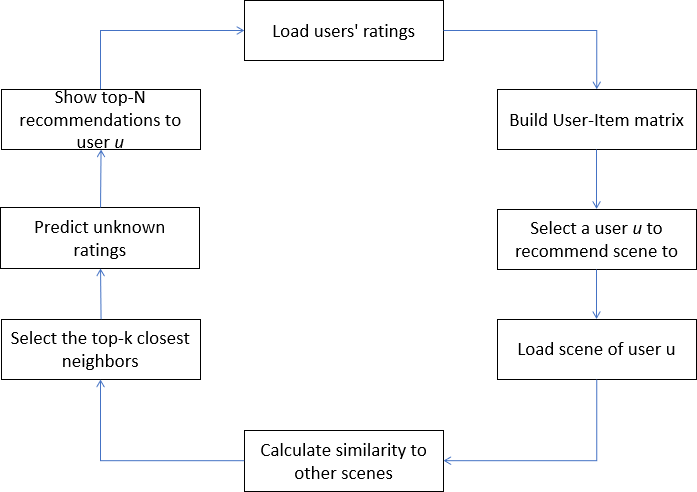 Load users' ratings
Build User-Item matrix
Select a user u to
recommend scene to
Load scene of user u
Calculate similarity to
other scenes
Select the top-k closest
neighbors
Predict unknown
ratings
Show top-N
recommendations to
user u